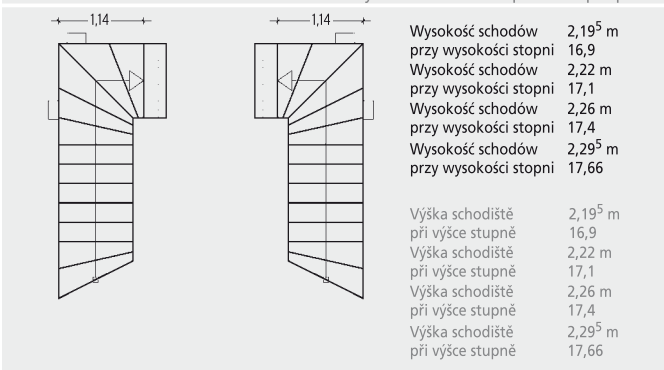 1,14
1,14
Wysokość schodów 2,19⁵ m
przy wysokości stopni 16,9
Wysokość schodów 2,22 m
przy wysokości stopni 17,1
Wysokość schodów 2,26 m
przy wysokości stopni 17,4
Wysokość schodów 2,29⁵ m
przy wysokości stopni 17,66
Výška schodiště 2,19⁵ m
při výšce stupně 16,9
Výška schodiště 2,22 m
při výšce stupně 17,1
Výška schodiště 2,26 m
při výšce stupně 17,4
Výška schodiště 2,29⁵ m
při výšce stupně 17,66